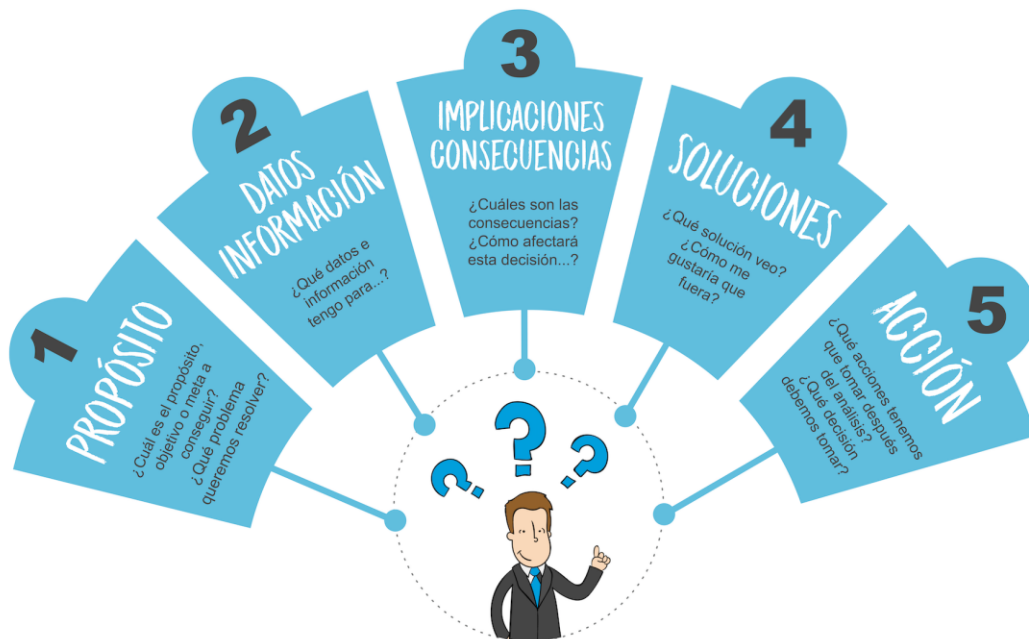 1
PROPÓSITO
¿Cuál es el propósito,
objetivo o meta a
conseguir?
¿Qué problema
queremos resolver?
2
DATOS
INFORMACIÓN
¿Qué datos e
información
tengo para...?
3
IMPLICACIONES
CONSECUENCIAS
¿Cuáles son las
consecuencias?
¿Cómo afectará
esta decisión...?
4
SOLUCIONES
¿Qué solución veo?
¿Cómo me
gustaría que
fuera?
5
ACCIÓN
¿Qué acciones tenemos
que tomar después
del análisis?
¿Qué decisión
debemos tomar?
? ? ?